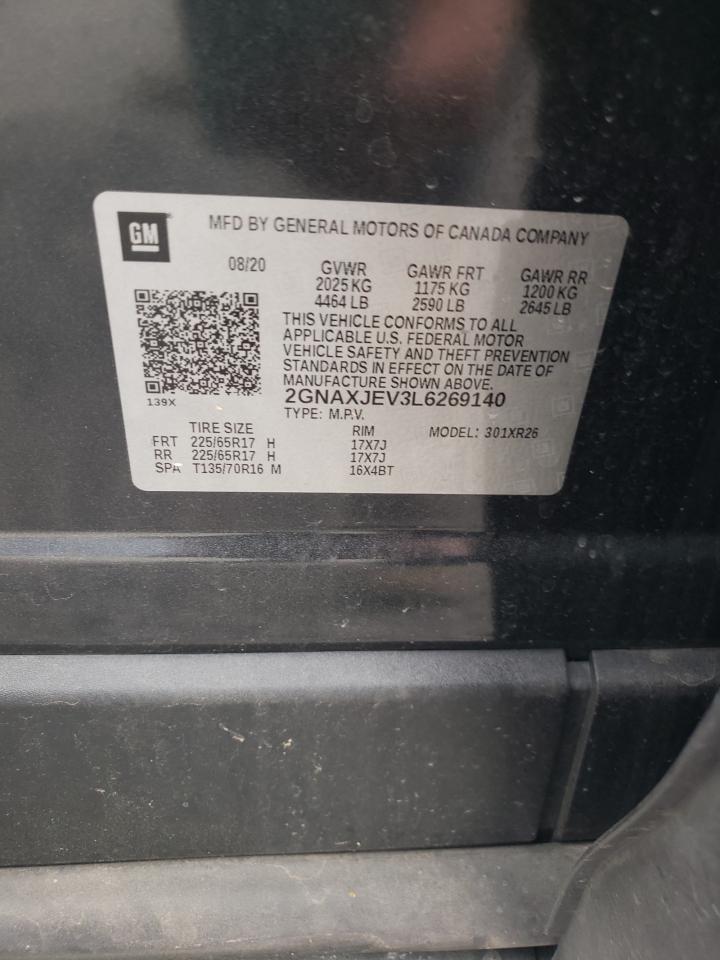 GM
MFD BY GENERAL MOTORS OF CANADA COMPANY
08/20
GVWR GAWR FRT GAWR RR
2025 KG 1175 KG 1200 KG
4464 LB 2590 LB 2645 LB
THIS VEHICLE CONFORMS TO ALL
APPLICABLE U.S. FEDERAL MOTOR
VEHICLE SAFETY AND THEFT PREVENTION
STANDARDS IN EFFECT ON THE DATE OF
MANUFACTURE SHOWN ABOVE.
139X
2GNAXJEV3L6269140
TYPE: M.P.V.
TIRE SIZE RIM MODEL: 301XR26
FRT 225/65R17 H 17X7J
RR 225/65R17 H 17X7J
SPA T135/70R16 M 16X4BT